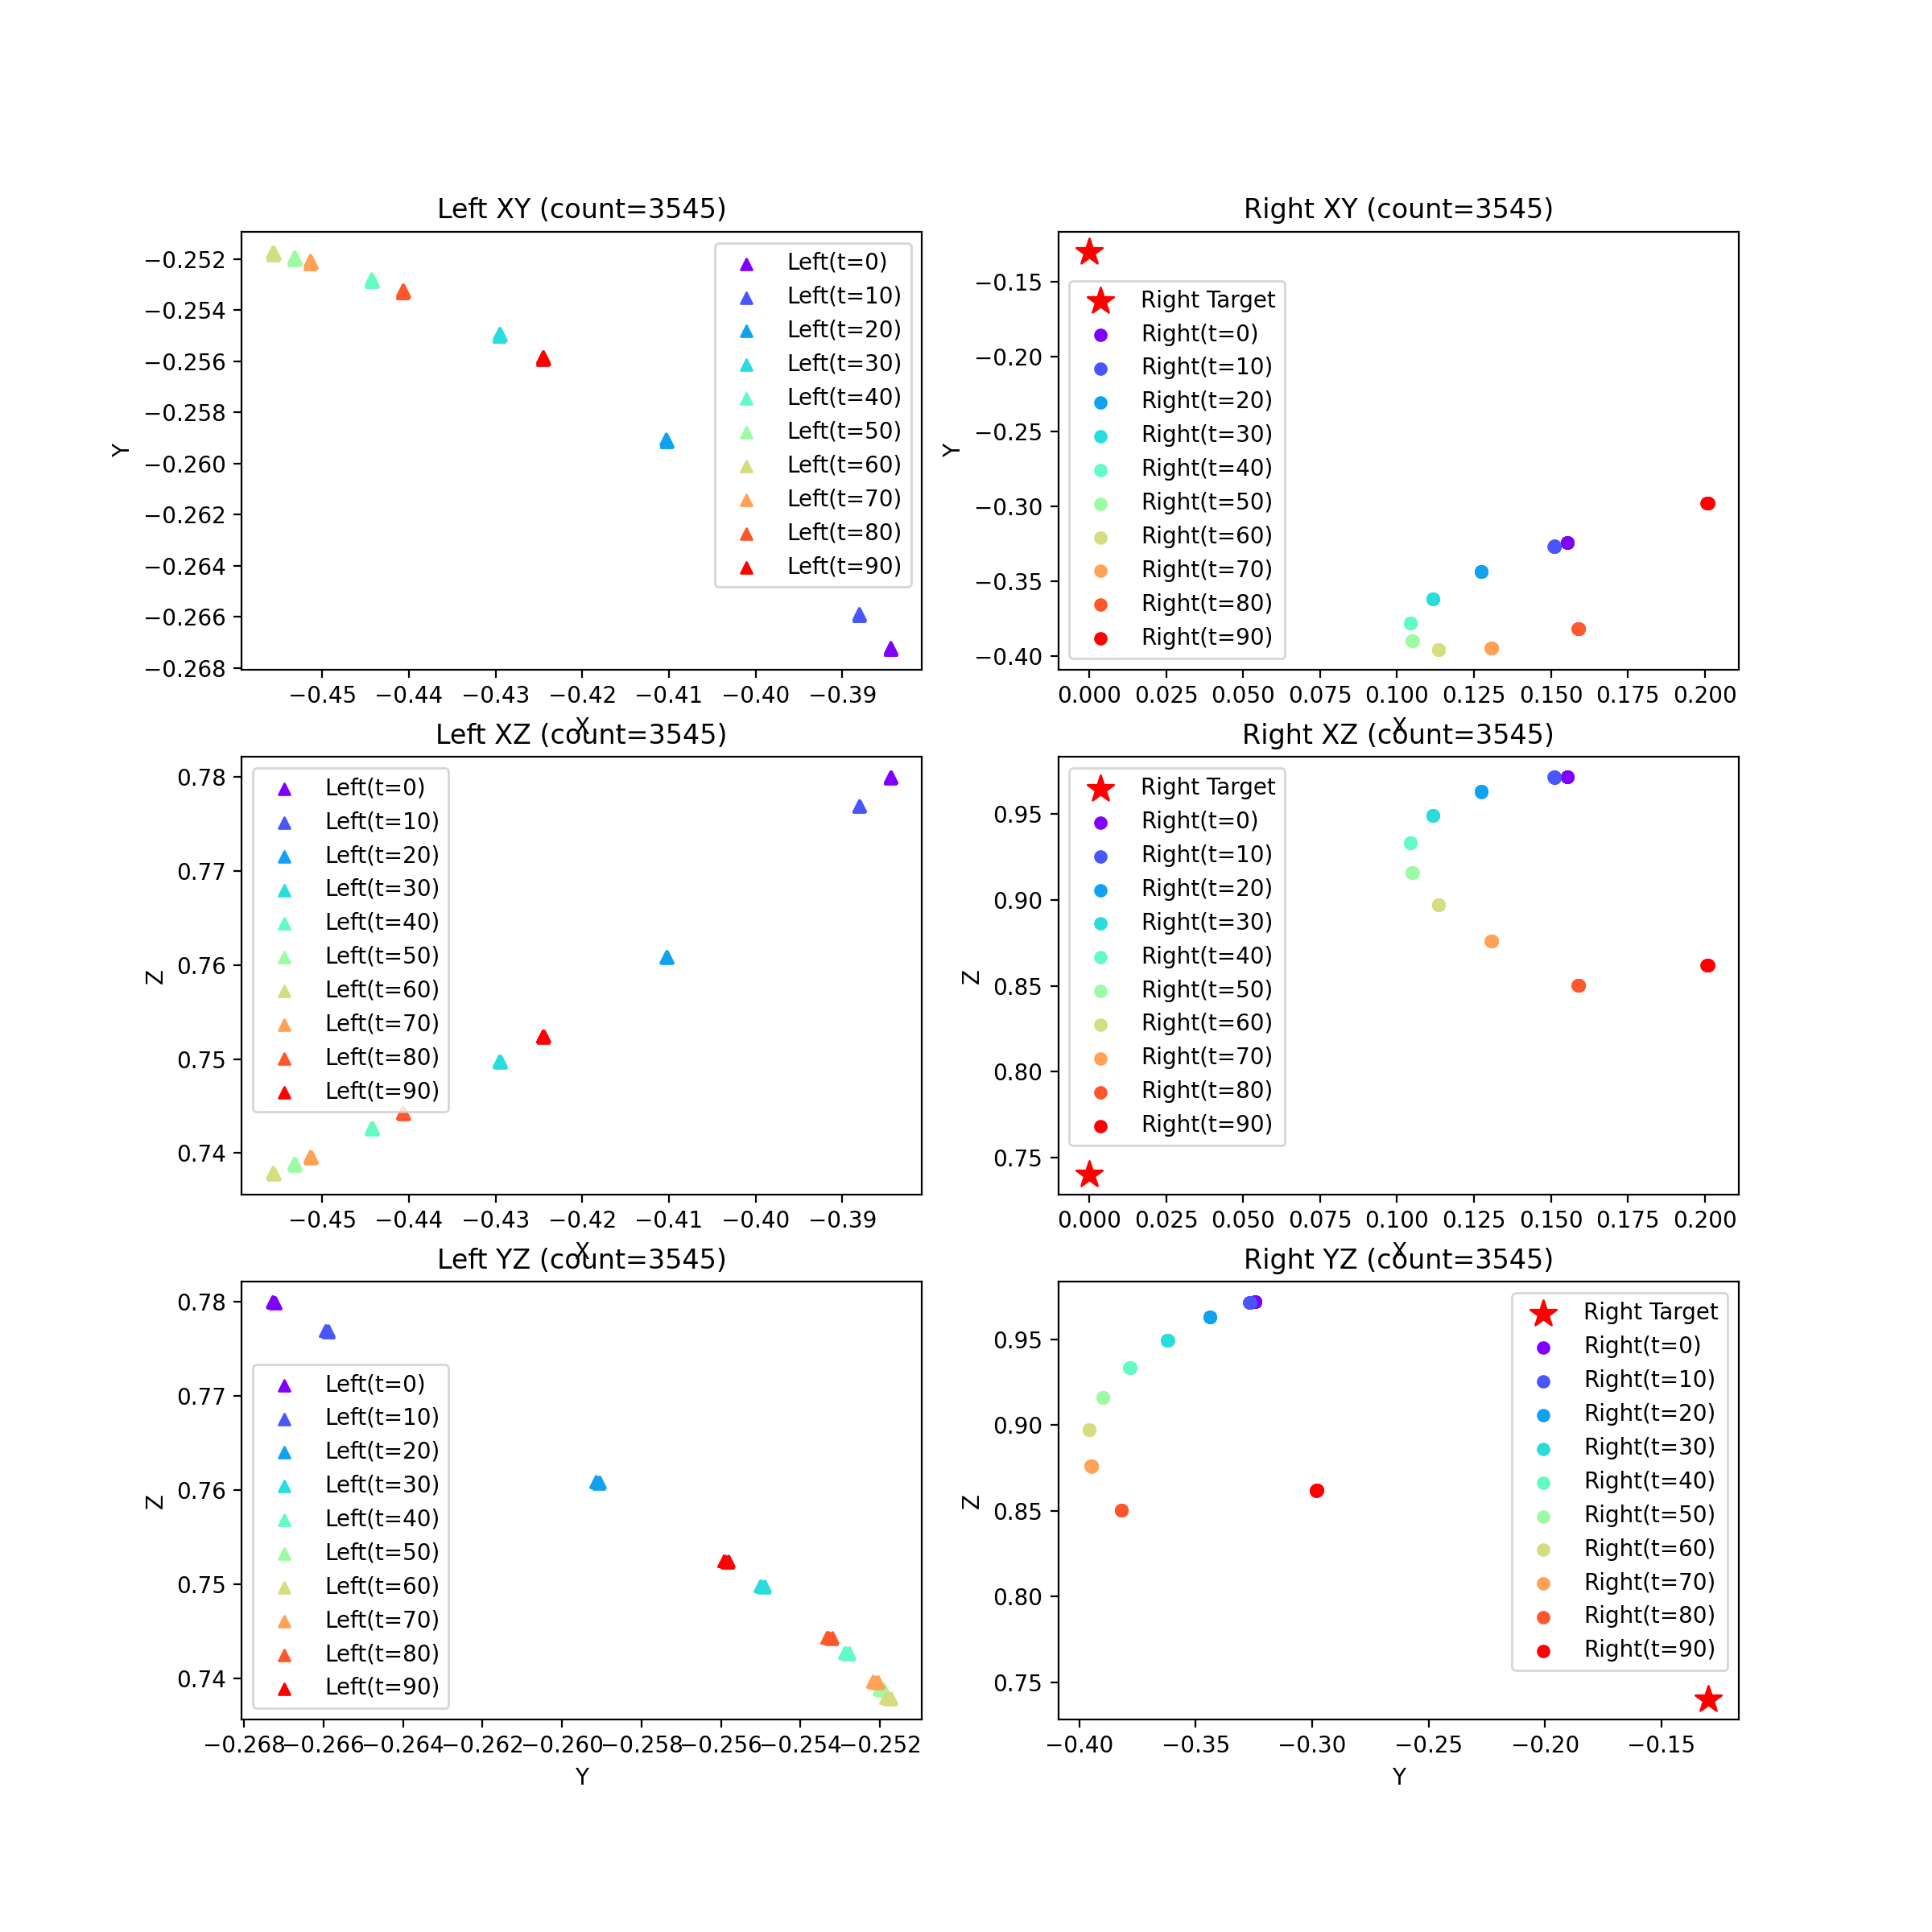 Left XY (count=3545)
−0.252
−0.254
−0.256
−0.258
−0.260
−0.262
−0.264
−0.266
−0.268
Y
Left(t=0)
Left(t=10)
Left(t=20)
Left(t=30)
Left(t=40)
Left(t=50)
Left(t=60)
Left(t=70)
Left(t=80)
Left(t=90)
−0.45 −0.44 −0.43 −0.42 −0.41 −0.40 −0.39
X
Right XY (count=3545)
−0.15
−0.20
−0.25
−0.30
−0.35
−0.40
Y
Right Target
Right(t=0)
Right(t=10)
Right(t=20)
Right(t=30)
Right(t=40)
Right(t=50)
Right(t=60)
Right(t=70)
Right(t=80)
Right(t=90)
0.000 0.025 0.050 0.075 0.100 0.125 0.150 0.175 0.200
X
Left XZ (count=3545)
0.78
0.77
0.76
0.75
0.74
Z
Left(t=0)
Left(t=10)
Left(t=20)
Left(t=30)
Left(t=40)
Left(t=50)
Left(t=60)
Left(t=70)
Left(t=80)
Left(t=90)
−0.45 −0.44 −0.43 −0.42 −0.41 −0.40 −0.39
X
Right XZ (count=3545)
0.95
0.90
0.85
0.80
0.75
Z
Right Target
Right(t=0)
Right(t=10)
Right(t=20)
Right(t=30)
Right(t=40)
Right(t=50)
Right(t=60)
Right(t=70)
Right(t=80)
Right(t=90)
0.000 0.025 0.050 0.075 0.100 0.125 0.150 0.175 0.200
X
Left YZ (count=3545)
0.78
0.77
0.76
0.75
0.74
Z
Left(t=0)
Left(t=10)
Left(t=20)
Left(t=30)
Left(t=40)
Left(t=50)
Left(t=60)
Left(t=70)
Left(t=80)
Left(t=90)
−0.268 −0.266 −0.264 −0.262 −0.260 −0.258 −0.256 −0.254 −0.252
Y
Right YZ (count=3545)
0.95
0.90
0.85
0.80
0.75
Z
Right Target
Right(t=0)
Right(t=10)
Right(t=20)
Right(t=30)
Right(t=40)
Right(t=50)
Right(t=60)
Right(t=70)
Right(t=80)
Right(t=90)
−0.40 −0.35 −0.30 −0.25 −0.20 −0.15
Y